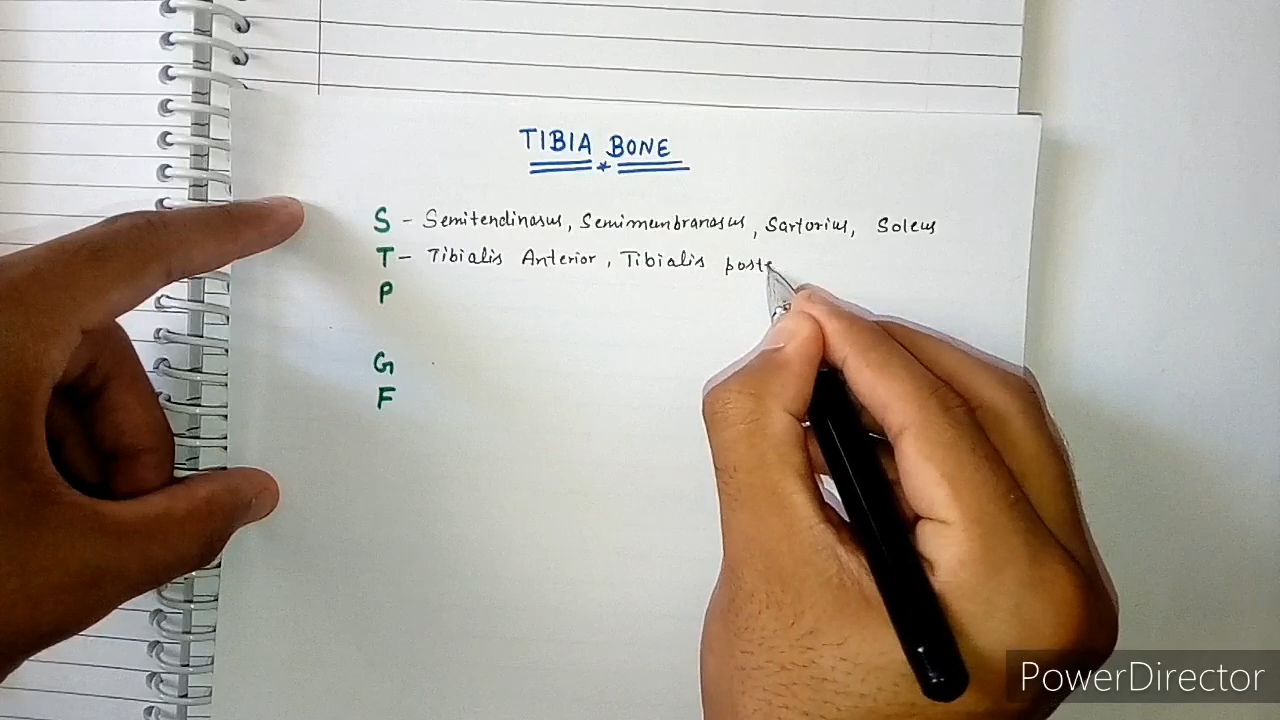 TIBIA BONE
S - Semitendinosus, Semimembranosus, Sartorius, Soleus
T - Tibialis Anterior, Tibialis poste
P
G
F
PowerDirector